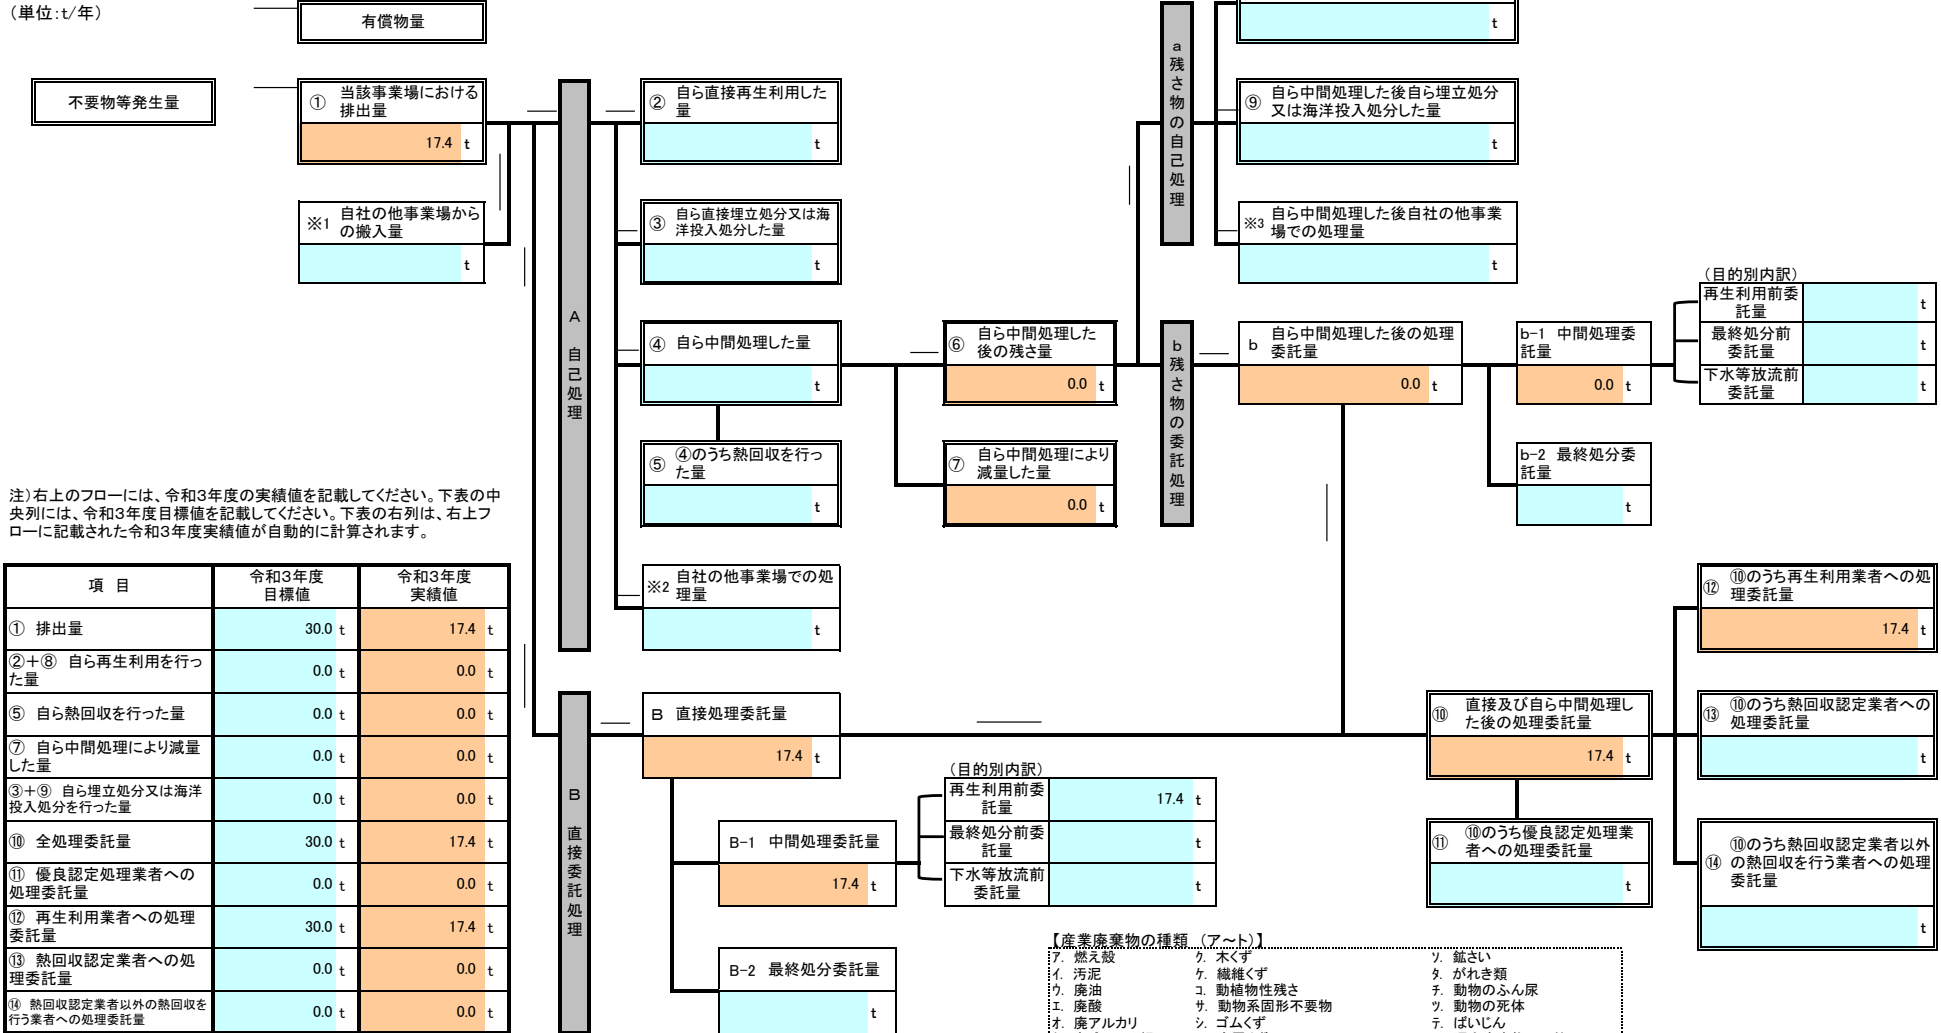 （単位：t/年）
有償物量
不要物等発生量
① 当該事業場における
排出量
17.4 t
※1 自社の他事業場から
の搬入量
t
A 自己処理
② 自ら直接再生利用した
量
t
③ 自ら直接埋立処分又は海
洋投入処分した量
t
④ 自ら中間処理した量
t
⑤ ④のうち熱回収を行っ
た量
t
※2 自社の他事業場での処
理量
t
⑥ 自ら中間処理した
後の残さ量
0.0 t
⑦ 自ら中間処理により
減量した量
0.0 t
a 残さ物の自己処理
t
⑨ 自ら中間処理した後自ら埋立処分
又は海洋投入処分した量
t
※3 自ら中間処理した後自社の他事業
場での処理量
t
b 残さ物の委託処理
b 自ら中間処理した後の処理
委託量
0.0 t
b-1 中間処理委
託量
0.0 t
b-2 最終処分委
託量
t
（目的別内訳）
再生利用前委
託量
t
最終処分前
委託量
t
下水等放流前
委託量
t
注）右上のフローには、令和3年度の実績値を記載してください。下表の中
央列には、令和3年度目標値を記載してください。下表の右列は、右上フ
ローに記載された令和3年度実績値が自動的に計算されます。
項 目
令和3年度
目標値
令和3年度
実績値
① 排出量 30.0 t 17.4 t
②＋⑧ 自ら再生利用を行っ
た量 0.0 t 0.0 t
⑤ 自ら熱回収を行った量 0.0 t 0.0 t
⑦ 自ら中間処理により減量
した量 0.0 t 0.0 t
③＋⑨ 自ら埋立処分又は海洋
投入処分を行った量 0.0 t 0.0 t
⑩ 全処理委託量 30.0 t 17.4 t
⑪ 優良認定処理業者への
処理委託量 0.0 t 0.0 t
⑫ 再生利用業者への処理
委託量 30.0 t 17.4 t
⑬ 熱回収認定業者への処
理委託量 0.0 t 0.0 t
⑭ 熱回収認定業者以外の熱回収を
行う業者への処理委託量 0.0 t 0.0 t
B 直接委託処理
B 直接処理委託量
17.4 t
B-1 中間処理委託量
17.4 t
B-2 最終処分委託量
t
（目的別内訳）
再生利用前委
託量
17.4 t
最終処分前委
託量
t
下水等放流前
委託量
t
⑩ 直接及び自ら中間処理し
た後の処理委託量
17.4 t
⑪ ⑩のうち優良認定処理業
者への処理委託量
t
⑫ ⑩のうち再生利用業者への処
理委託量
17.4 t
⑬ ⑩のうち熱回収認定業者への
処理委託量
t
⑭ ⑩のうち熱回収認定業者以外
の熱回収を行う業者への処理
委託量
t
【産業廃棄物の種類 （ア～ト）】
ア. 燃え殻 ク. 木くず ソ. 鉱さい
イ. 汚泥 ケ. 繊維くず タ. がれき類
ウ. 廃油 コ. 動植物性残さ チ. 動物のふん尿
エ. 廃酸 サ. 動物系固形不要物 ツ. 動物の死体
オ. 廃アルカリ シ. ゴムくず テ. ばいじん